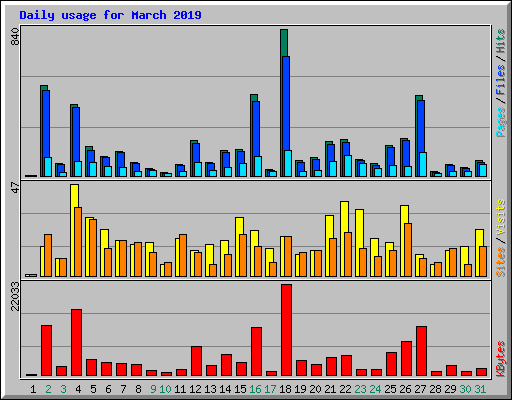 Daily usage for March 2019
840
Pages / Files / Hits
47
Sites / Visits
22033
KBytes
1 2 3 4 5 6 7 8 9 10 11 12 13 14 15 16 17 18 19 20 21 22 23 24 25 26 27 28 29 30 31